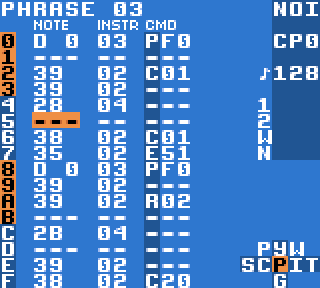 PHRASE 03 NOI
NOTE INSTR CMD
0 D 0 03 PF0 CP0
1 --- -- ---
2 39 02 C01 ♪128
3 39 02 ---
4 28 04 --- 1
5 --- -- --- 2
6 38 02 C01 W
7 35 02 E51 N
8 D 0 03 PF0
9 39 02 ---
A 39 02 R02
B --- -- ---
C 28 04 ---
D --- -- --- PYW
E 39 02 --- SCPIT
F 38 02 C20 G